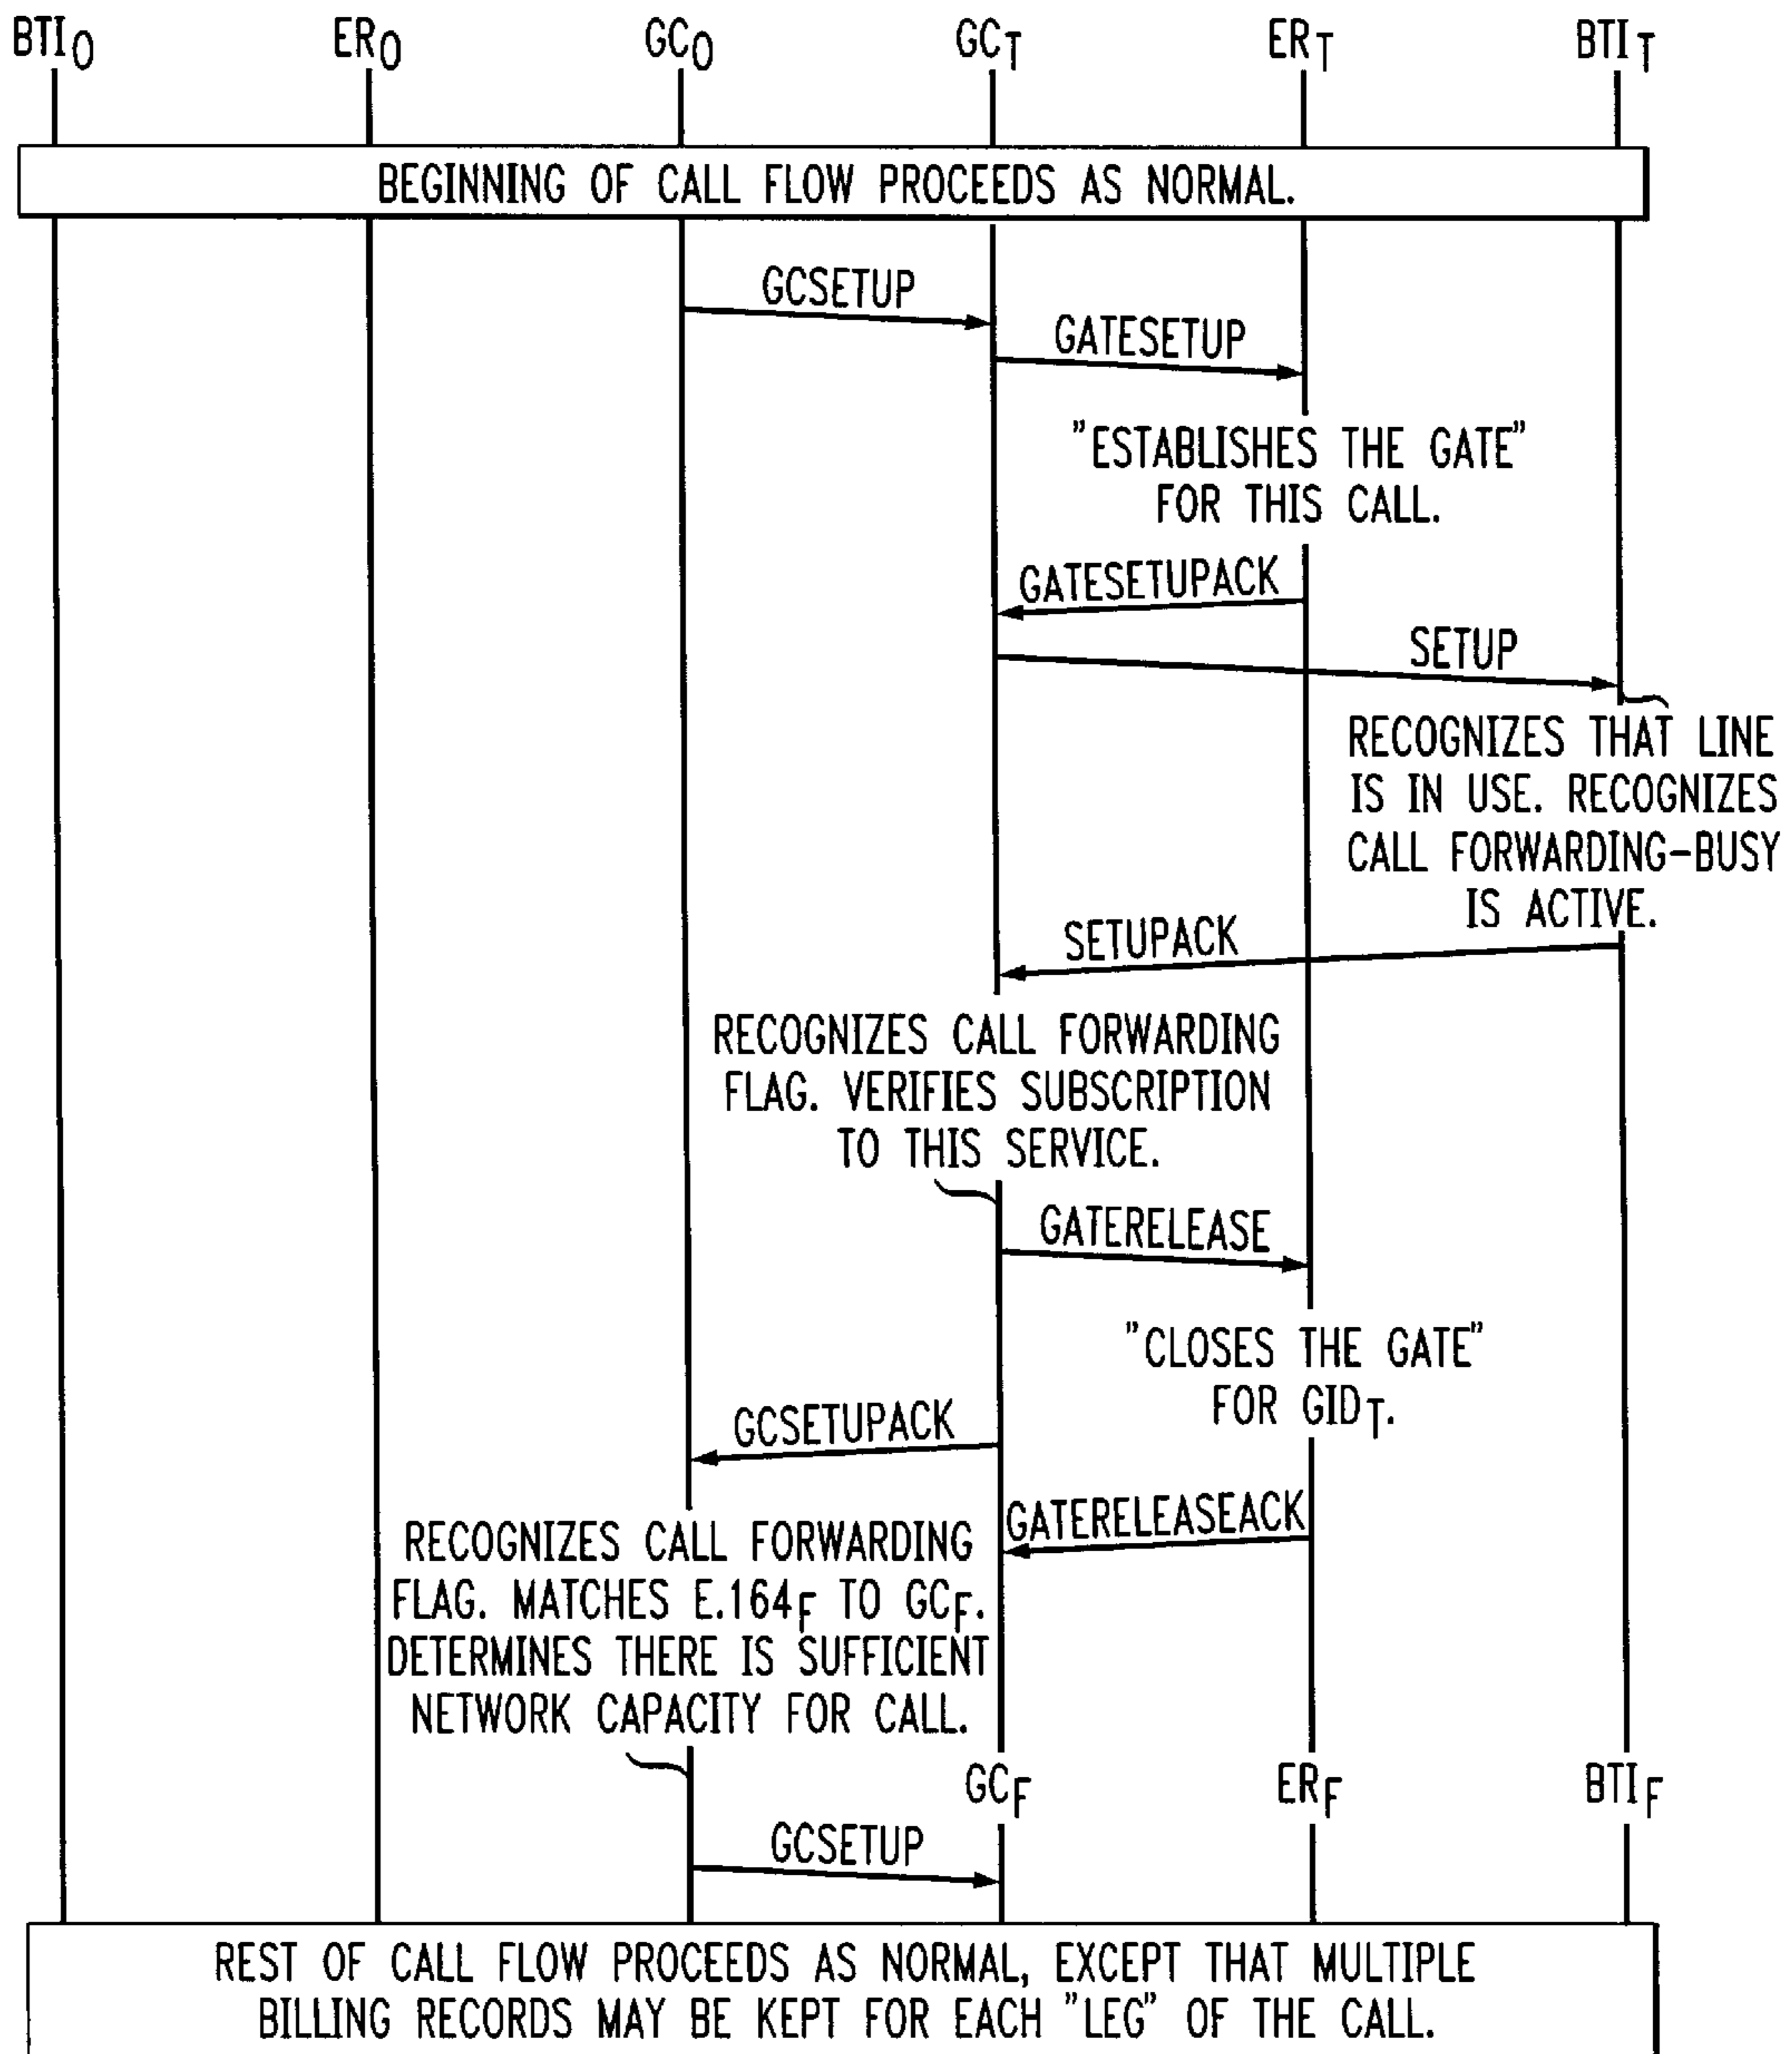 BTIO ERO GCO GCT ERT BTIT
BEGINNING OF CALL FLOW PROCEEDS AS NORMAL.
GCSETUP
GATESETUP
"ESTABLISHES THE GATE"
FOR THIS CALL.
GATESETUPACK
SETUP
RECOGNIZES THAT LINE
IS IN USE. RECOGNIZES
CALL FORWARDING-BUSY
IS ACTIVE.
SETUPACK
RECOGNIZES CALL FORWARDING
FLAG. VERIFIES SUBSCRIPTION
TO THIS SERVICE.
GATERELEASE
"CLOSES THE GATE"
FOR GIDT.
GCSETUPACK
GATERELEASEACK
RECOGNIZES CALL FORWARDING
FLAG. MATCHES E.164F TO GCF.
DETERMINES THERE IS SUFFICIENT
NETWORK CAPACITY FOR CALL.
GCF ERF BTIF
GCSETUP
REST OF CALL FLOW PROCEEDS AS NORMAL, EXCEPT THAT MULTIPLE
BILLING RECORDS MAY BE KEPT FOR EACH "LEG" OF THE CALL.